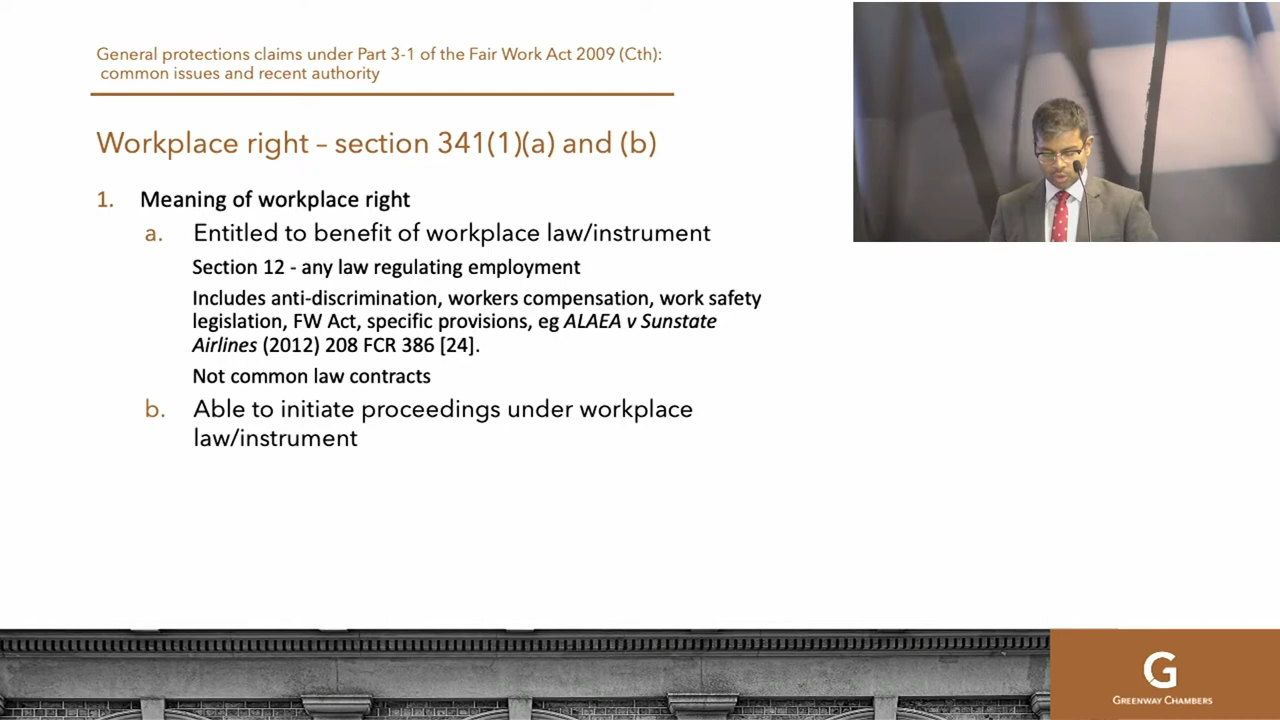 General protections claims under Part 3-1 of the Fair Work Act 2009 (Cth):
common issues and recent authority
Workplace right – section 341(1)(a) and (b)
1. Meaning of workplace right
a. Entitled to benefit of workplace law/instrument
Section 12 - any law regulating employment
Includes anti-discrimination, workers compensation, work safety
legislation, FW Act, specific provisions, eg ALAEA v Sunstate
Airlines (2012) 208 FCR 386 [24].
Not common law contracts
b. Able to initiate proceedings under workplace
law/instrument
G
GREENWAY CHAMBERS